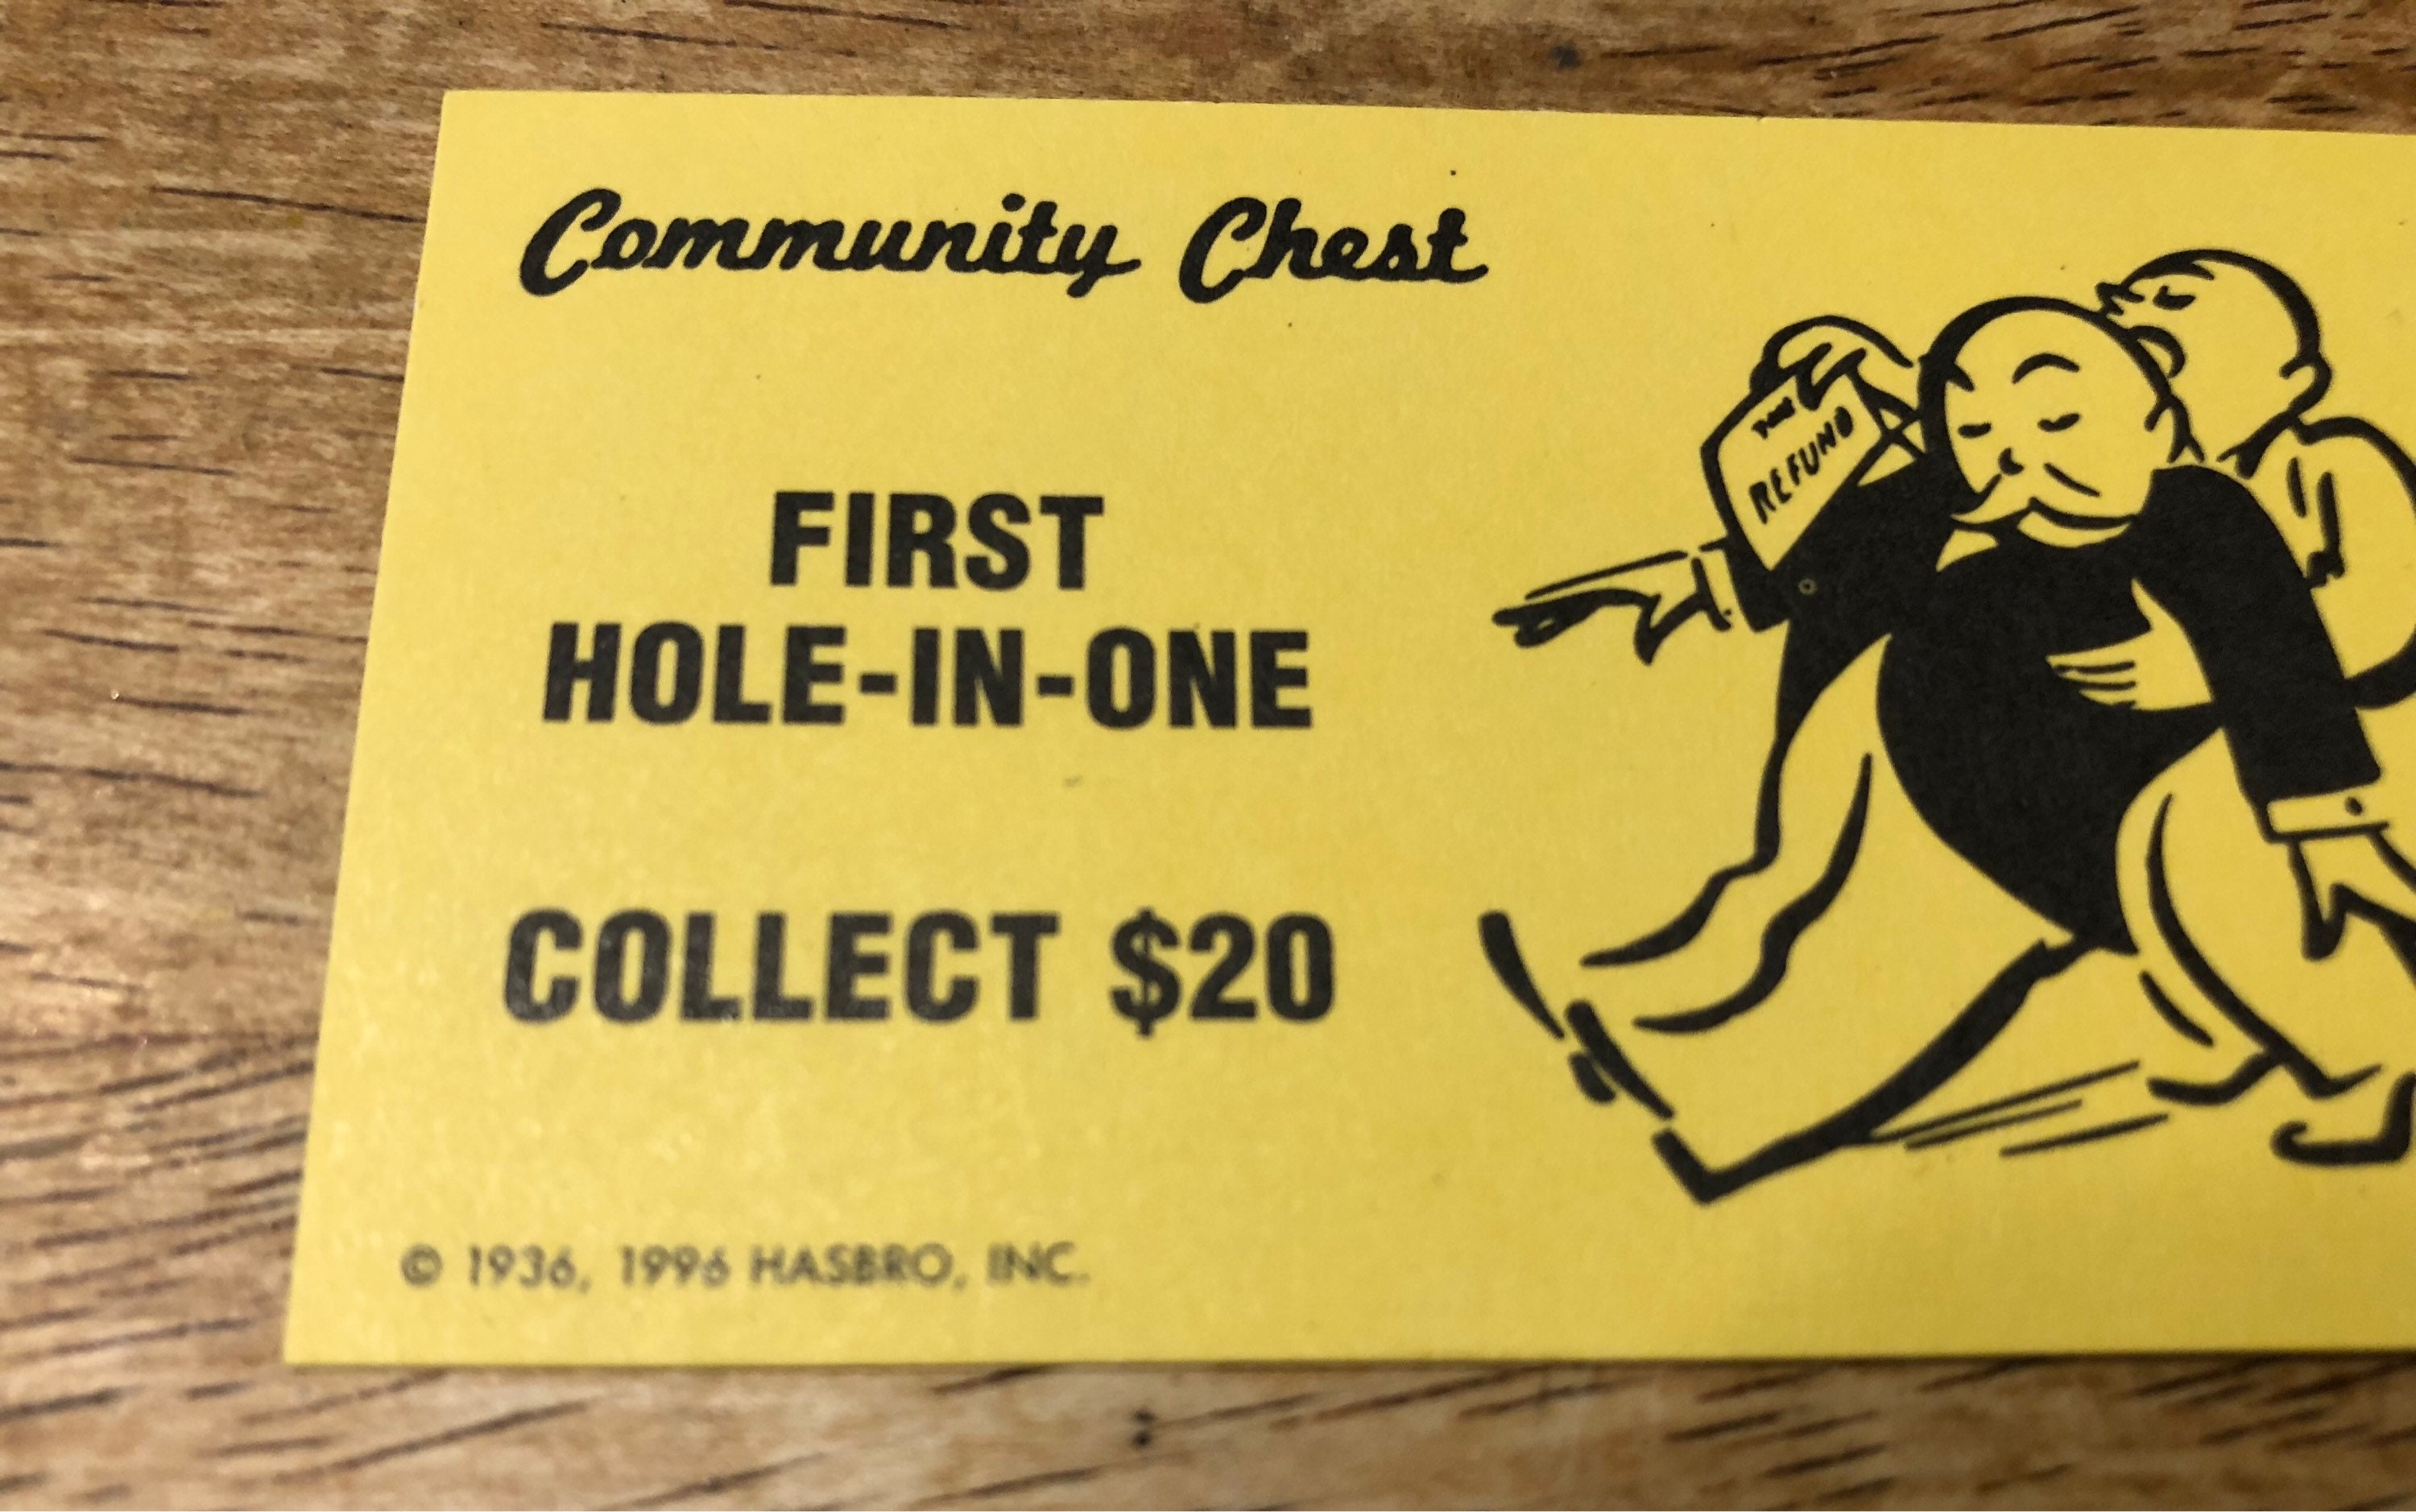 Community Chest
FIRST
HOLE-IN-ONE
COLLECT $20
© 1936, 1996 HASBRO, INC.
REFUND